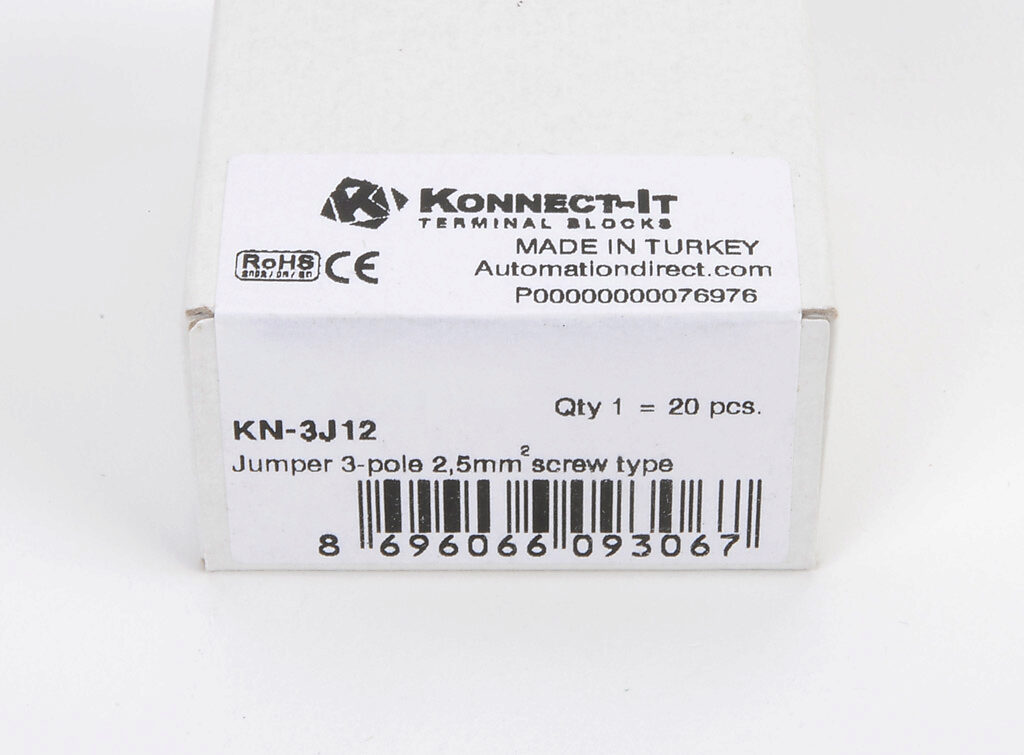 K KONNECT-IT
TERMINAL BLOCKS
MADE IN TURKEY
RoHS CE Automationdirect.com
P00000000076976
Qty 1 = 20 pcs.
KN-3J12
Jumper 3-pole 2,5mm² screw type
8 696066 093067